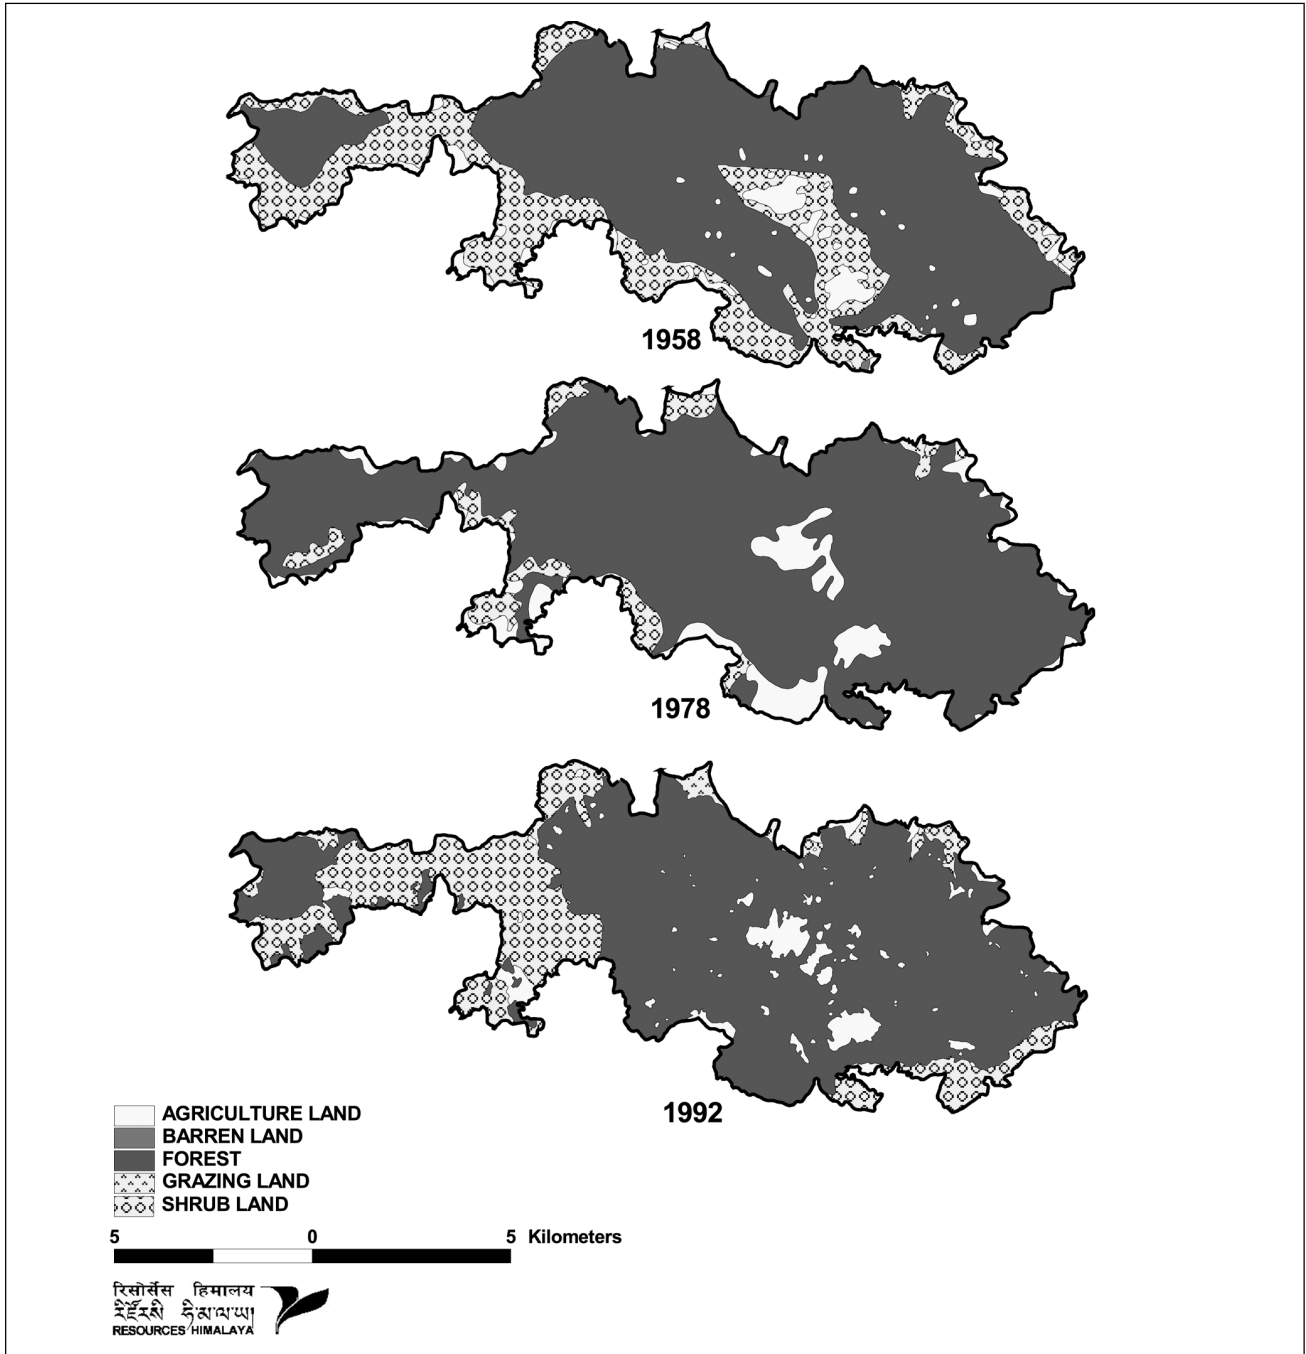 1958
1978
1992
AGRICULTURE LAND
BARREN LAND
FOREST
GRAZING LAND
SHRUB LAND
5 0 5 Kilometers
रिसोर्सेस हिमालय
RESOURCES HIMALAYA